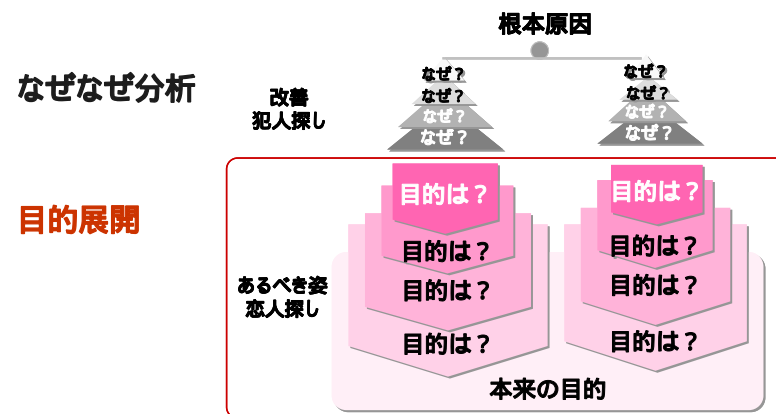 根本原因
なぜなぜ分析
改善
犯人探し
なぜ？
なぜ？
なぜ？
なぜ？
なぜ？
なぜ？
なぜ？
なぜ？
目的展開
あるべき姿
恋人探し
目的は？
目的は？
目的は？
目的は？
目的は？
目的は？
目的は？
目的は？
本来の目的